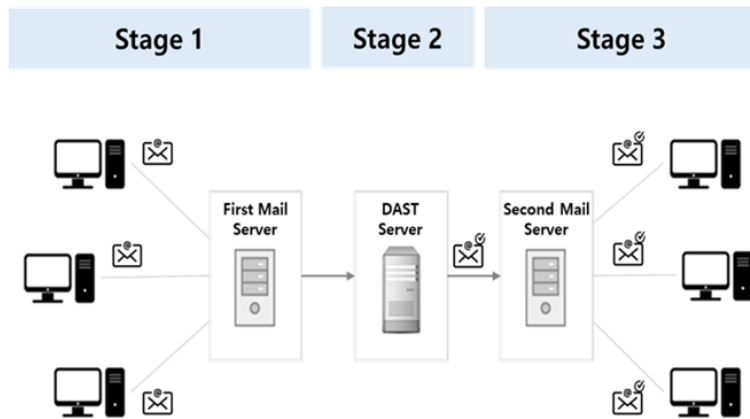 Stage 1
Stage 2
Stage 3
First Mail
Server
DAST
Server
Second Mail
Server
@
@
@
@
@
@
@